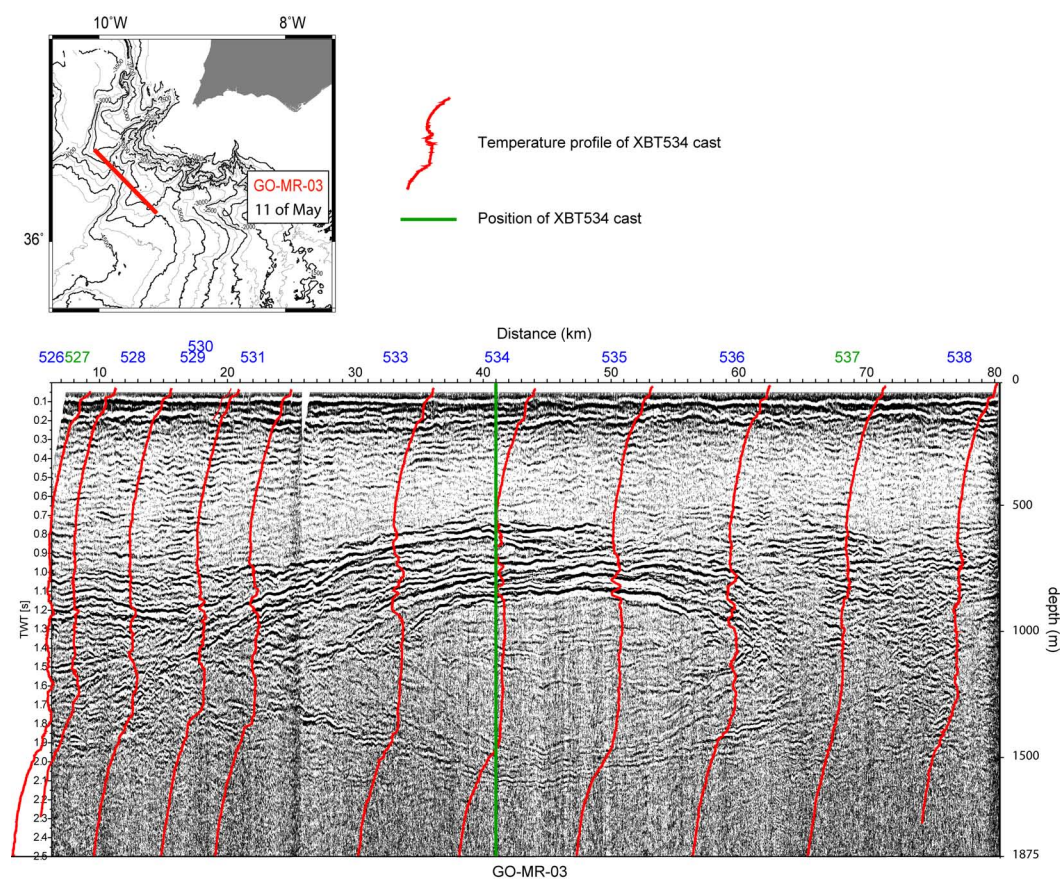 10°W 8°W
36°
GO-MR-03
11 of May
Temperature profile of XBT534 cast
Position of XBT534 cast
Distance (km)
530
526 527 528 529 531 533 534 535 536 537 538
10 20 30 40 50 60 70 80
0
500
1000
1500
1875
depth (m)
TWT [s]
0.1
0.2
0.3
0.4
0.5
0.6
0.7
0.8
0.9
1.0
1.1
1.2
1.3
1.4
1.5
1.6
1.7
1.8
1.9
2.0
2.1
2.2
2.3
2.4
2.5
GO-MR-03